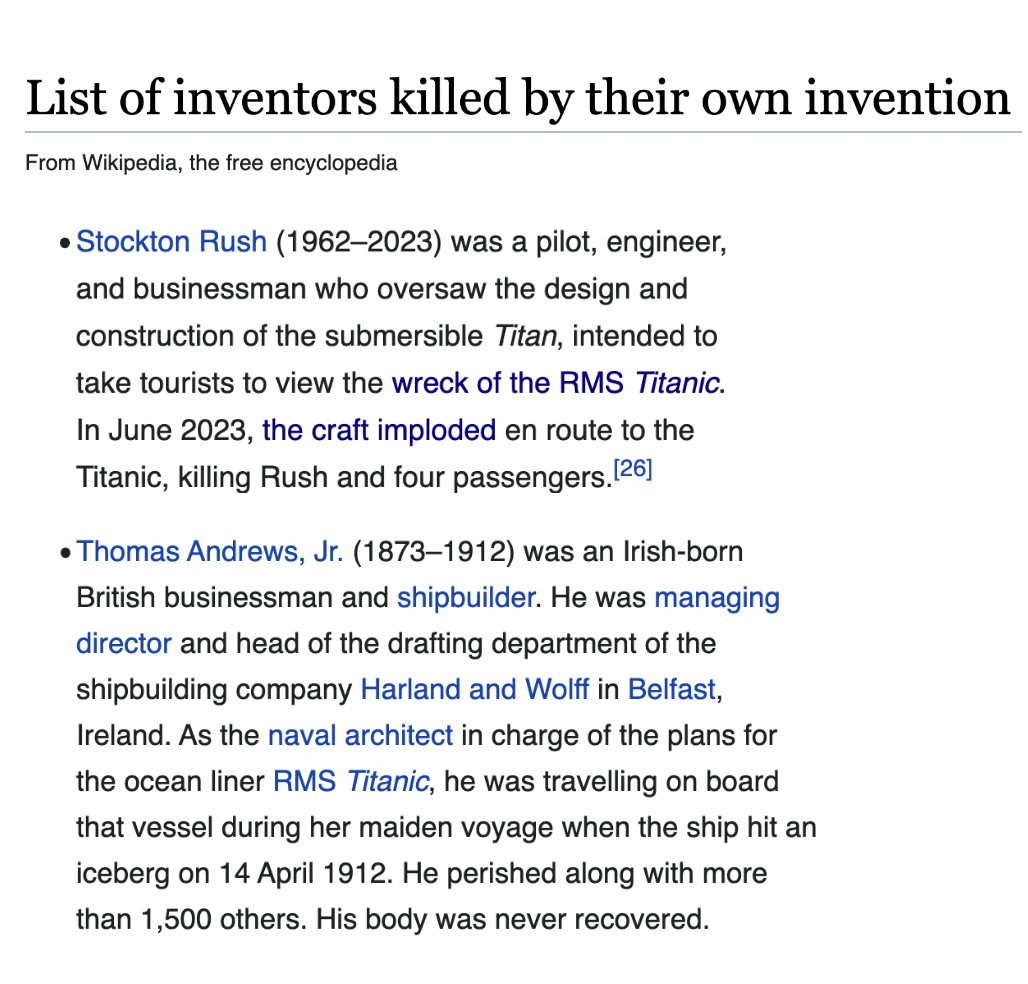 List of inventors killed by their own invention
From Wikipedia, the free encyclopedia
• Stockton Rush (1962–2023) was a pilot, engineer,
and businessman who oversaw the design and
construction of the submersible Titan, intended to
take tourists to view the wreck of the RMS Titanic.
In June 2023, the craft imploded en route to the
Titanic, killing Rush and four passengers.[26]
• Thomas Andrews, Jr. (1873–1912) was an Irish-born
British businessman and shipbuilder. He was managing
director and head of the drafting department of the
shipbuilding company Harland and Wolff in Belfast,
Ireland. As the naval architect in charge of the plans for
the ocean liner RMS Titanic, he was travelling on board
that vessel during her maiden voyage when the ship hit an
iceberg on 14 April 1912. He perished along with more
than 1,500 others. His body was never recovered.